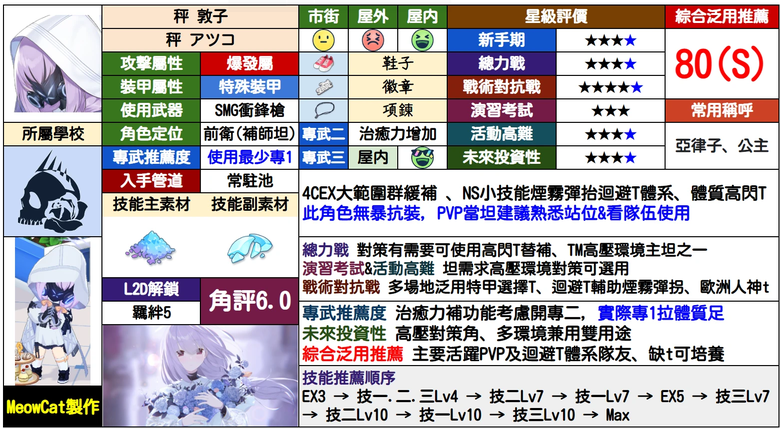 秤 敦子
秤 アツコ
攻擊屬性 爆發屬
裝甲屬性 特殊裝甲
使用武器 SMG衝鋒槍
所屬學校
角色定位 前衛(補師坦)
專武推薦度 使用最少專1
入手管道 常駐池
技能主素材 技能副素材
L2D解鎖
羈絆5
角評6.0
MeowCat製作
市街 屋外 屋內
鞋子
徽章
項鍊
專武二 治癒力增加
專武三 屋內
星級評價
新手期 ★★★★
總力戰 ★★★★
戰術對抗戰 ★★★★★
演習考試 ★★★
活動高難 ★★★★
未來投資性 ★★★★
綜合泛用推薦
80(S)
常用稱呼
亞律子、公主
4CEX大範圍群緩補 、NS小技能煙霧彈抬迴避T體系、體質高閃T
此角色無暴抗裝, PVP當坦建議熟悉站位&看隊伍使用
總力戰 對策有需要可使用高閃T替補、TM高壓環境主坦之一
演習考試&活動高難 坦需求高壓環境對策可選用
戰術對抗戰 多場地泛用特甲選擇T、迴避T輔助煙霧彈拐、歐洲人神t
專武推薦度 治癒力補功能考慮開專二, 實際專1拉體質足
未來投資性 高壓對策角、多環境兼用雙用途
綜合泛用推薦 主要活躍PVP及迴避T體系隊友、缺t可培養
技能推薦順序
EX3 → 技一.二.三Lv4 → 技二Lv7 → 技一Lv7 → EX5 → 技三Lv7
→ 技二Lv10 → 技一Lv10 → 技三Lv10 → Max